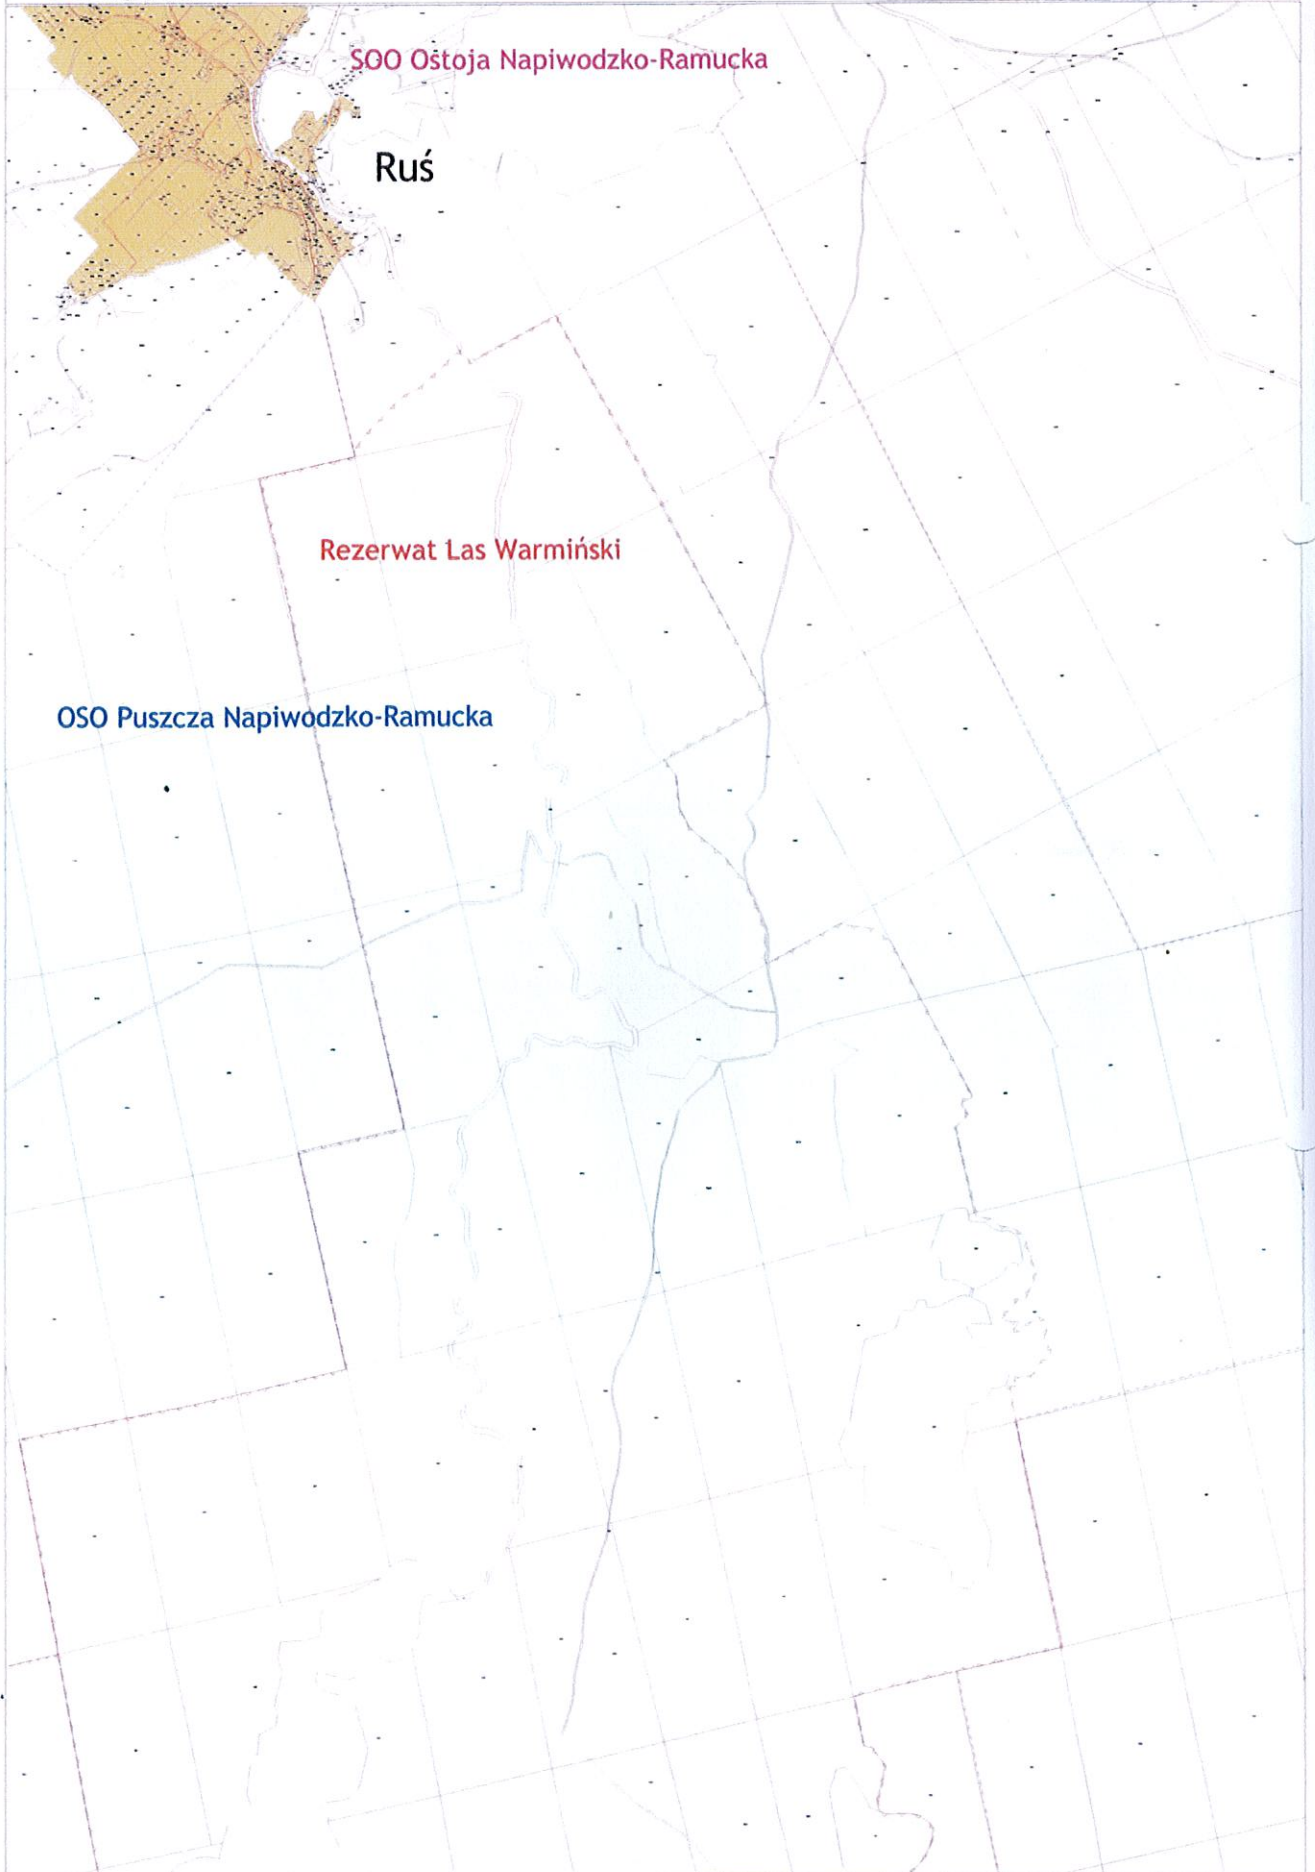 SOO Ostoja Napiwodzko-Ramucka
Ruś
Rezerwat Las Warmiński
OSO Puszcza Napiwodzko-Ramucka